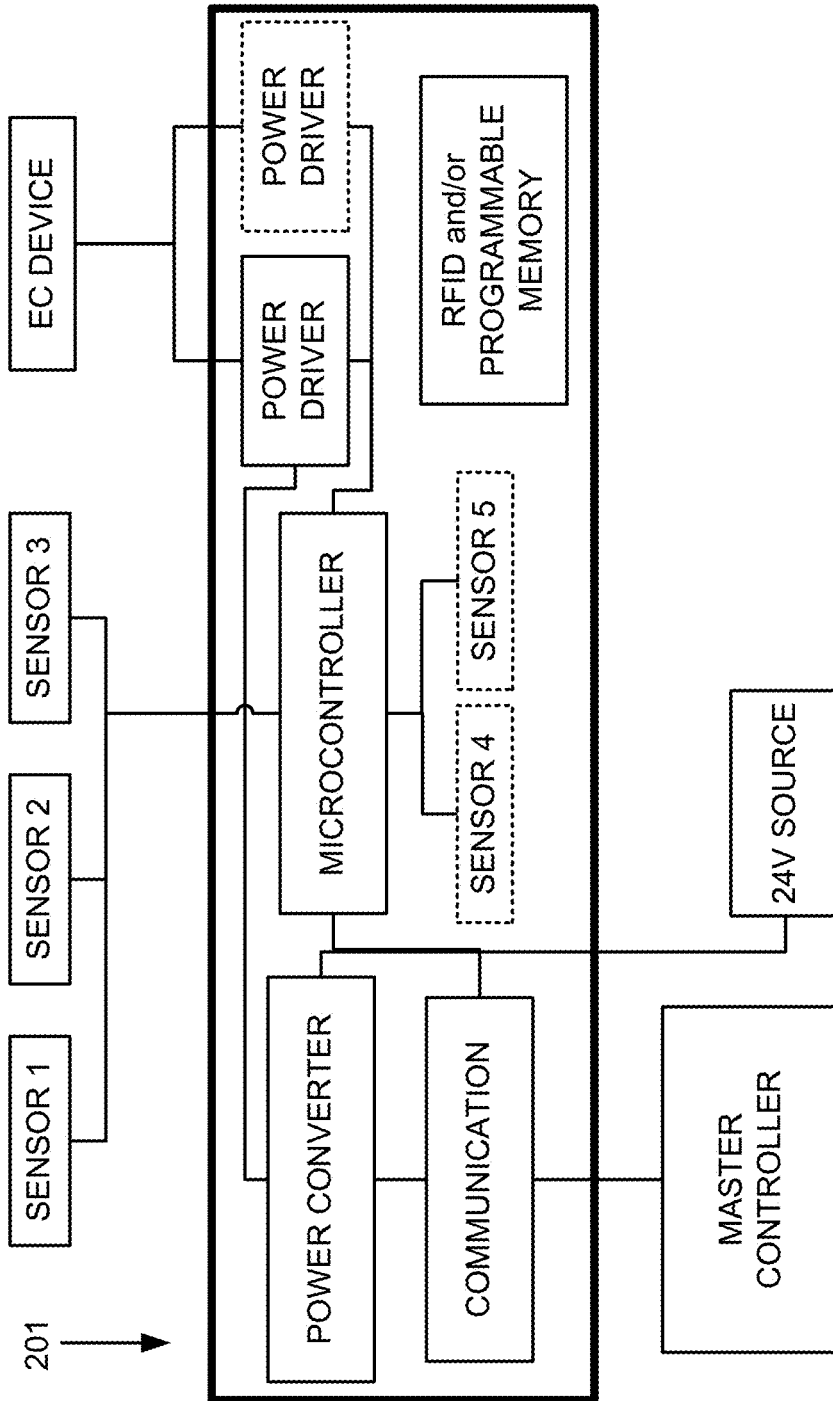 201
SENSOR 1
SENSOR 2
SENSOR 3
EC DEVICE
POWER CONVERTER
MICROCONTROLLER
POWER
DRIVER
POWER
DRIVER
COMMUNICATION
SENSOR 4
SENSOR 5
RFID and/or
PROGRAMMABLE
MEMORY
MASTER
CONTROLLER
24V SOURCE